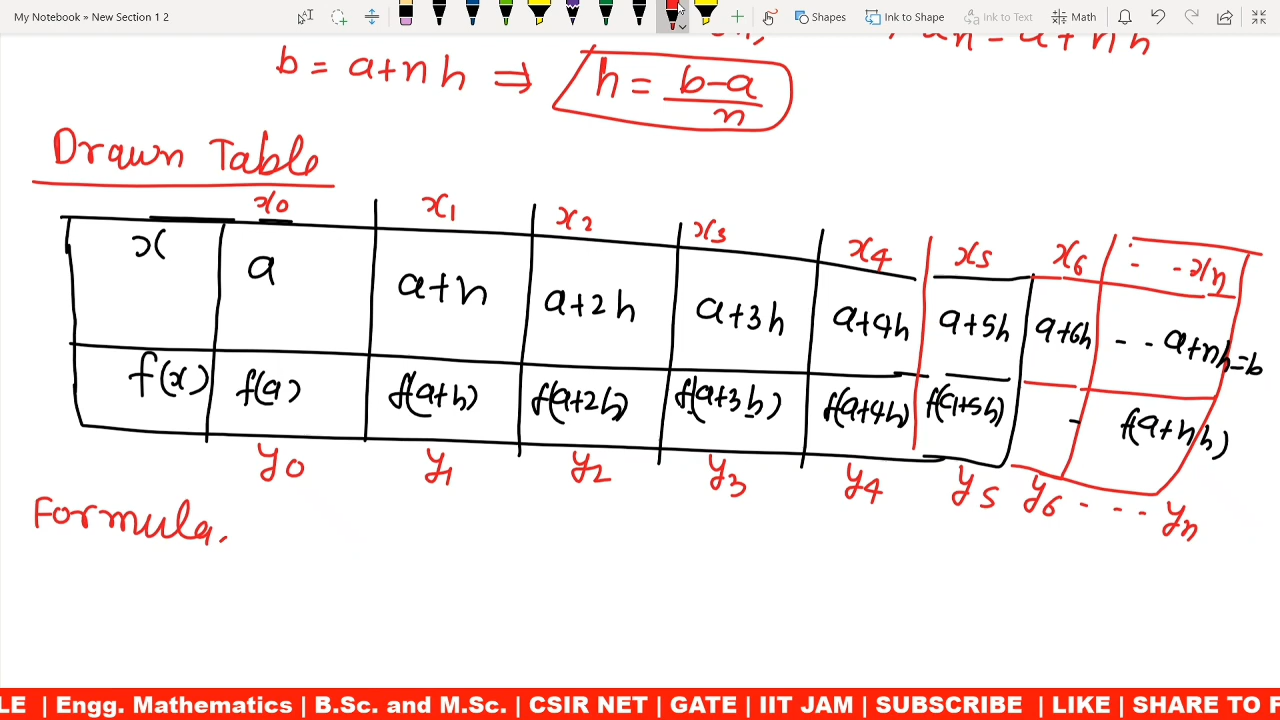 My Notebook » New Section 1 2
Shapes Ink to Shape Ink to Text Math
b = a+nh ⇒ h = b-a/n
Drawn Table
x0 x1 x2 x3 x4 x5 x6 - - xn
x a a+h a+2h a+3h a+4h a+5h a+6h - - a+nh=b
f(x) f(a) f(a+h) f(a+2h) f(a+3h) f(a+4h) f(a+5h) - f(a+nh)
y0 y1 y2 y3 y4 y5 y6 - - - yn
Formula.
LE | Engg. Mathematics | B.Sc. and M.Sc. | CSIR NET | GATE | IIT JAM | SUBSCRIBE | LIKE | SHARE TO F